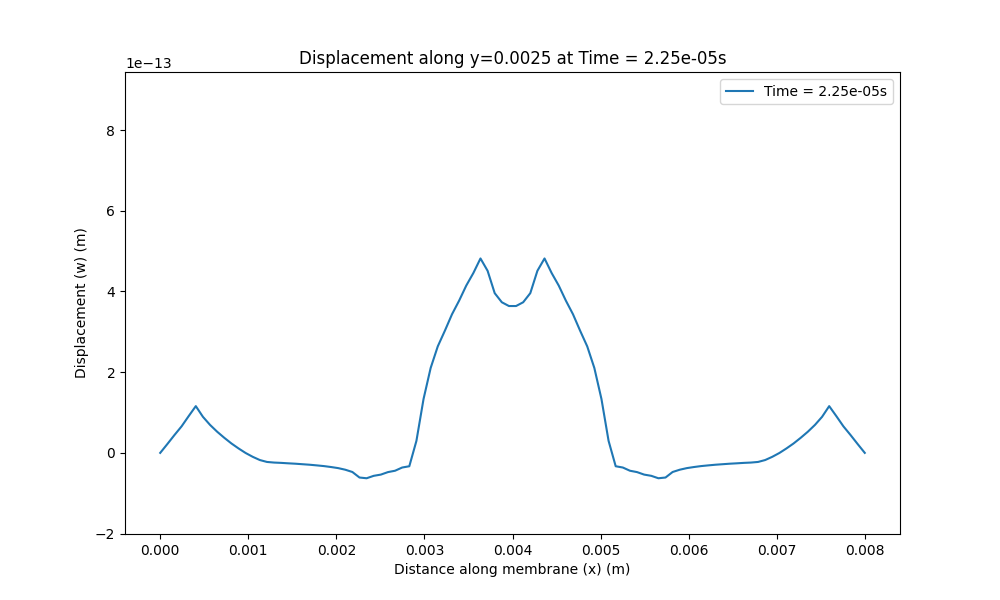 Displacement along y=0.0025 at Time = 2.25e-05s
1e−13
Time = 2.25e-05s
8
6
4
2
0
−2
Displacement (w) (m)
0.000 0.001 0.002 0.003 0.004 0.005 0.006 0.007 0.008
Distance along membrane (x) (m)